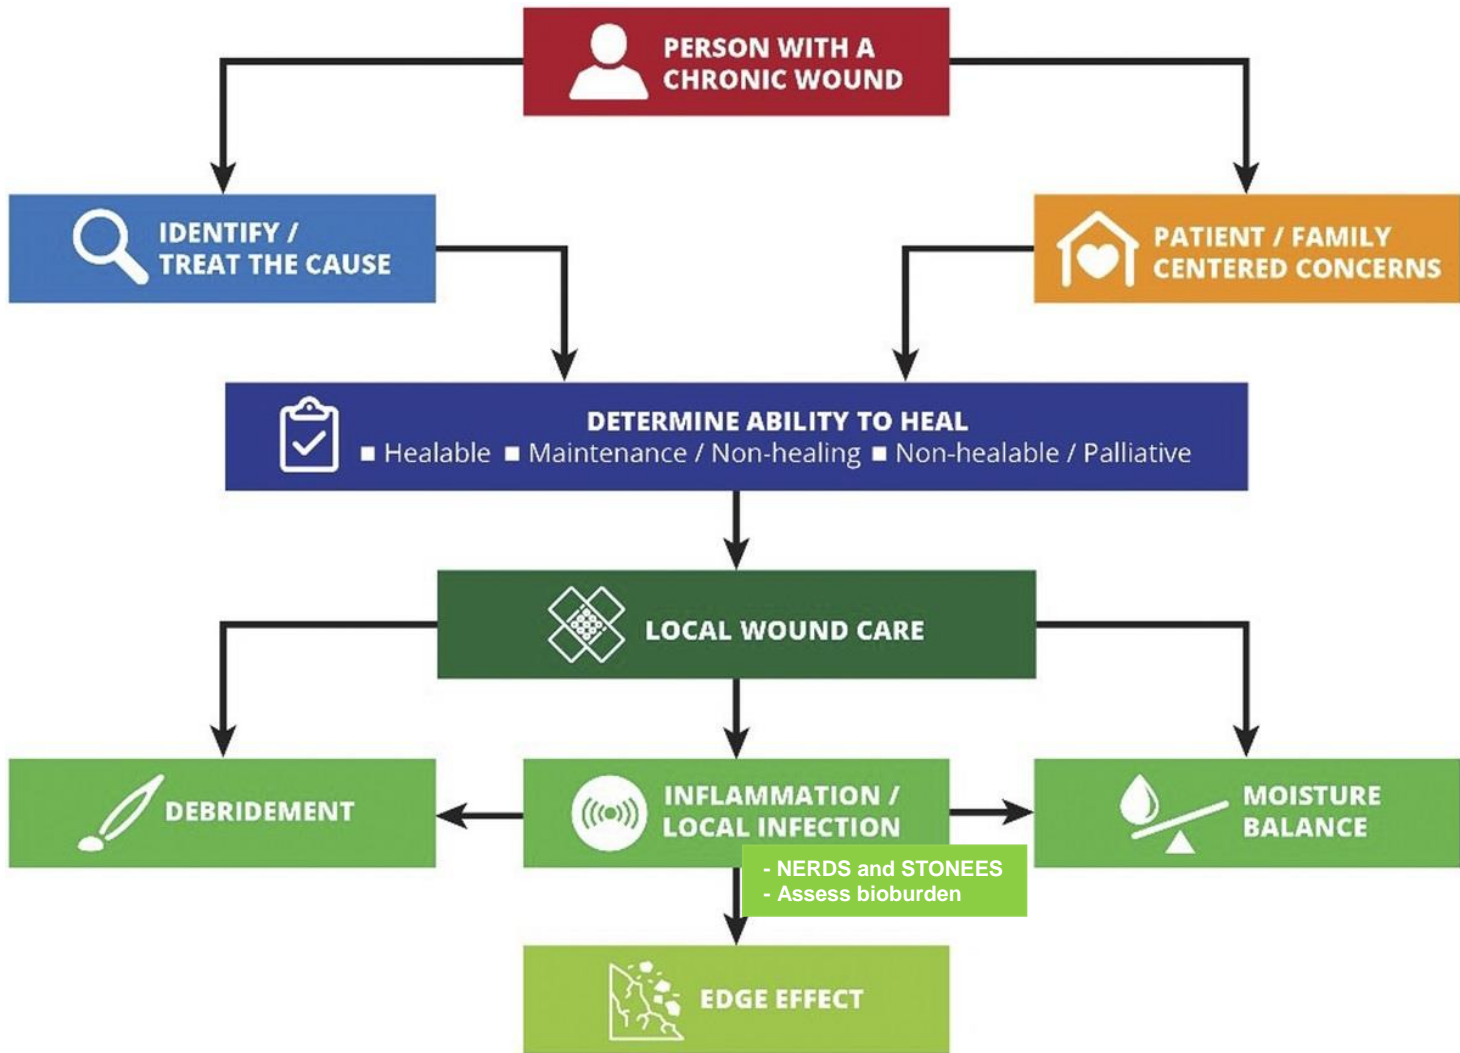 PERSON WITH A
CHRONIC WOUND
IDENTIFY /
TREAT THE CAUSE
PATIENT / FAMILY
CENTERED CONCERNS
DETERMINE ABILITY TO HEAL
■ Healable ■ Maintenance / Non-healing ■ Non-healable / Palliative
LOCAL WOUND CARE
DEBRIDEMENT
INFLAMMATION /
LOCAL INFECTION
MOISTURE
BALANCE
- NERDS and STONEES
- Assess bioburden
EDGE EFFECT